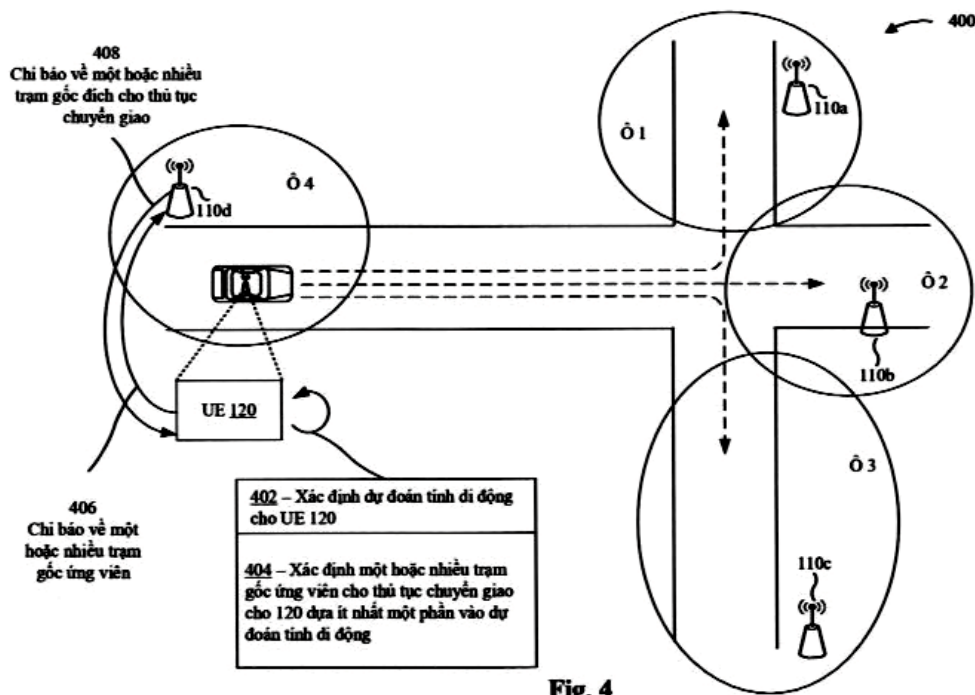 400
408
Chỉ báo về một hoặc nhiều
trạm gốc đích cho thủ tục
chuyển giao
110a
Ô 1
Ô 4
110d
Ô 2
110b
UE 120
Ô 3
406
Chỉ báo về một
hoặc nhiều trạm
gốc ứng viên
402 – Xác định dự đoán tính di động
cho UE 120
404 – Xác định một hoặc nhiều trạm
gốc ứng viên cho thủ tục chuyển giao
cho 120 dựa ít nhất một phần vào dự
đoán tính di động
110c
Fig. 4